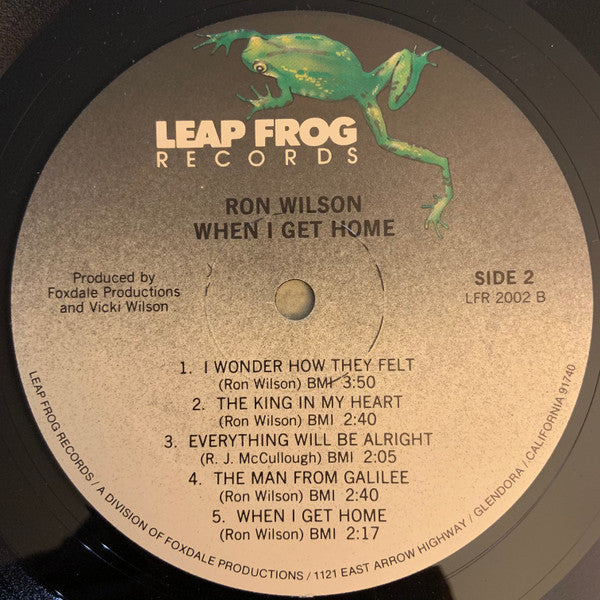 LEAP FROG
RECORDS
RON WILSON
WHEN I GET HOME
Produced by
Foxdale Productions
and Vicki Wilson
SIDE 2
LFR 2002 B
1. I WONDER HOW THEY FELT
(Ron Wilson) BMI 3:50
2. THE KING IN MY HEART
(Ron Wilson) BMI 2:40
3. EVERYTHING WILL BE ALRIGHT
(R. J. McCullough) BMI 2:05
4. THE MAN FROM GALILEE
(Ron Wilson) BMI 2:40
5. WHEN I GET HOME
(Ron Wilson) BMI 2:17
LEAP FROG RECORDS / A DIVISION OF FOXDALE PRODUCTIONS / 1121 EAST ARROW HIGHWAY / GLENDORA / CALIFORNIA 91740